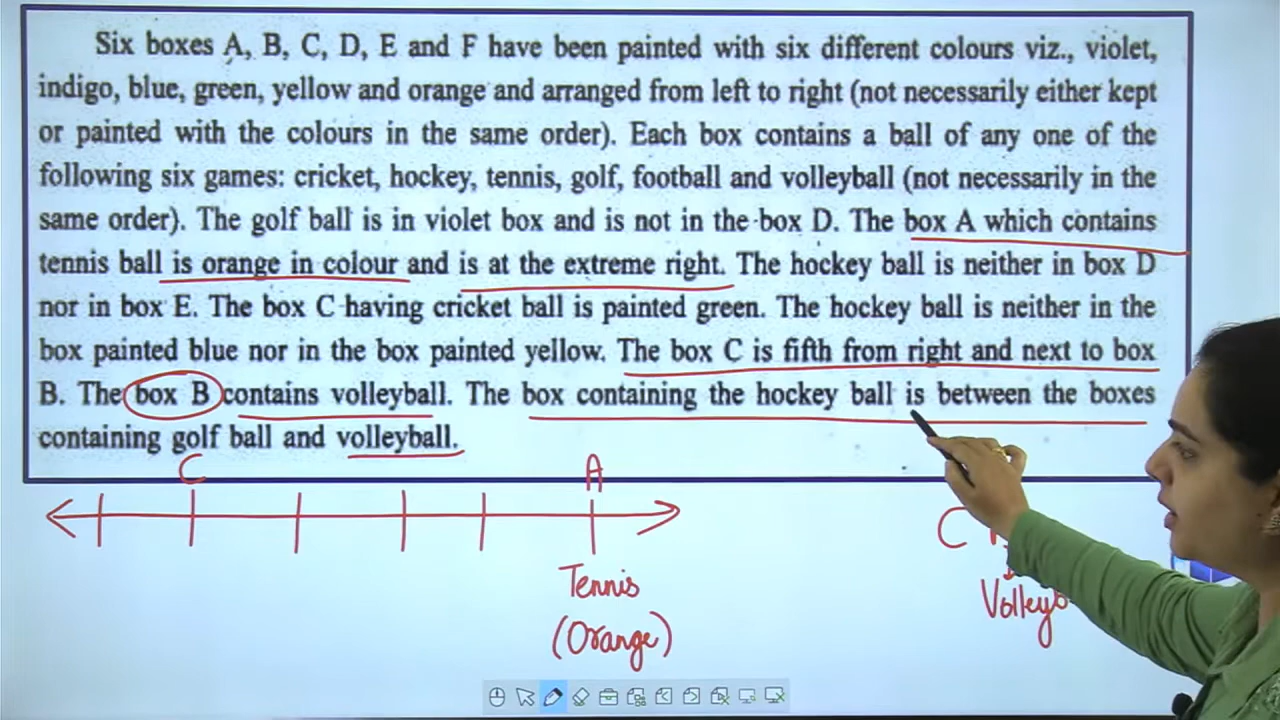 Six boxes A, B, C, D, E and F have been painted with six different colours viz., violet,
indigo, blue, green, yellow and orange and arranged from left to right (not necessarily either kept
or painted with the colours in the same order). Each box contains a ball of any one of the
following six games: cricket, hockey, tennis, golf, football and volleyball (not necessarily in the
same order). The golf ball is in violet box and is not in the box D. The box A which contains
tennis ball is orange in colour and is at the extreme right. The hockey ball is neither in box D
nor in box E. The box C having cricket ball is painted green. The hockey ball is neither in the
box painted blue nor in the box painted yellow. The box C is fifth from right and next to box
B. The box B contains volleyball. The box containing the hockey ball is between the boxes
containing golf ball and volleyball.
C A
C
Tennis
(Orange)